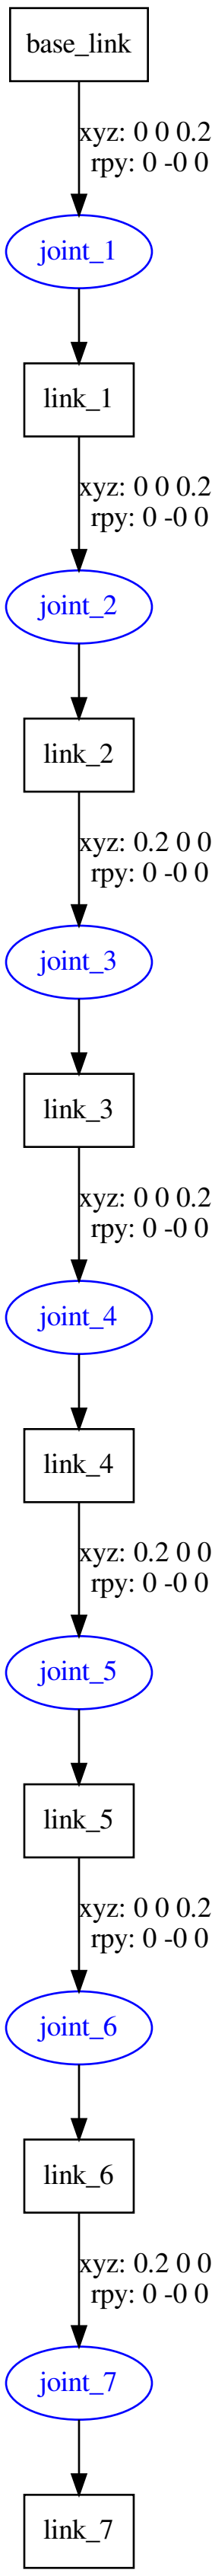 base_link
xyz: 0 0 0.2
rpy: 0 -0 0
joint_1
link_1
xyz: 0 0 0.2
rpy: 0 -0 0
joint_2
link_2
xyz: 0.2 0 0
rpy: 0 -0 0
joint_3
link_3
xyz: 0 0 0.2
rpy: 0 -0 0
joint_4
link_4
xyz: 0.2 0 0
rpy: 0 -0 0
joint_5
link_5
xyz: 0 0 0.2
rpy: 0 -0 0
joint_6
link_6
xyz: 0.2 0 0
rpy: 0 -0 0
joint_7
link_7